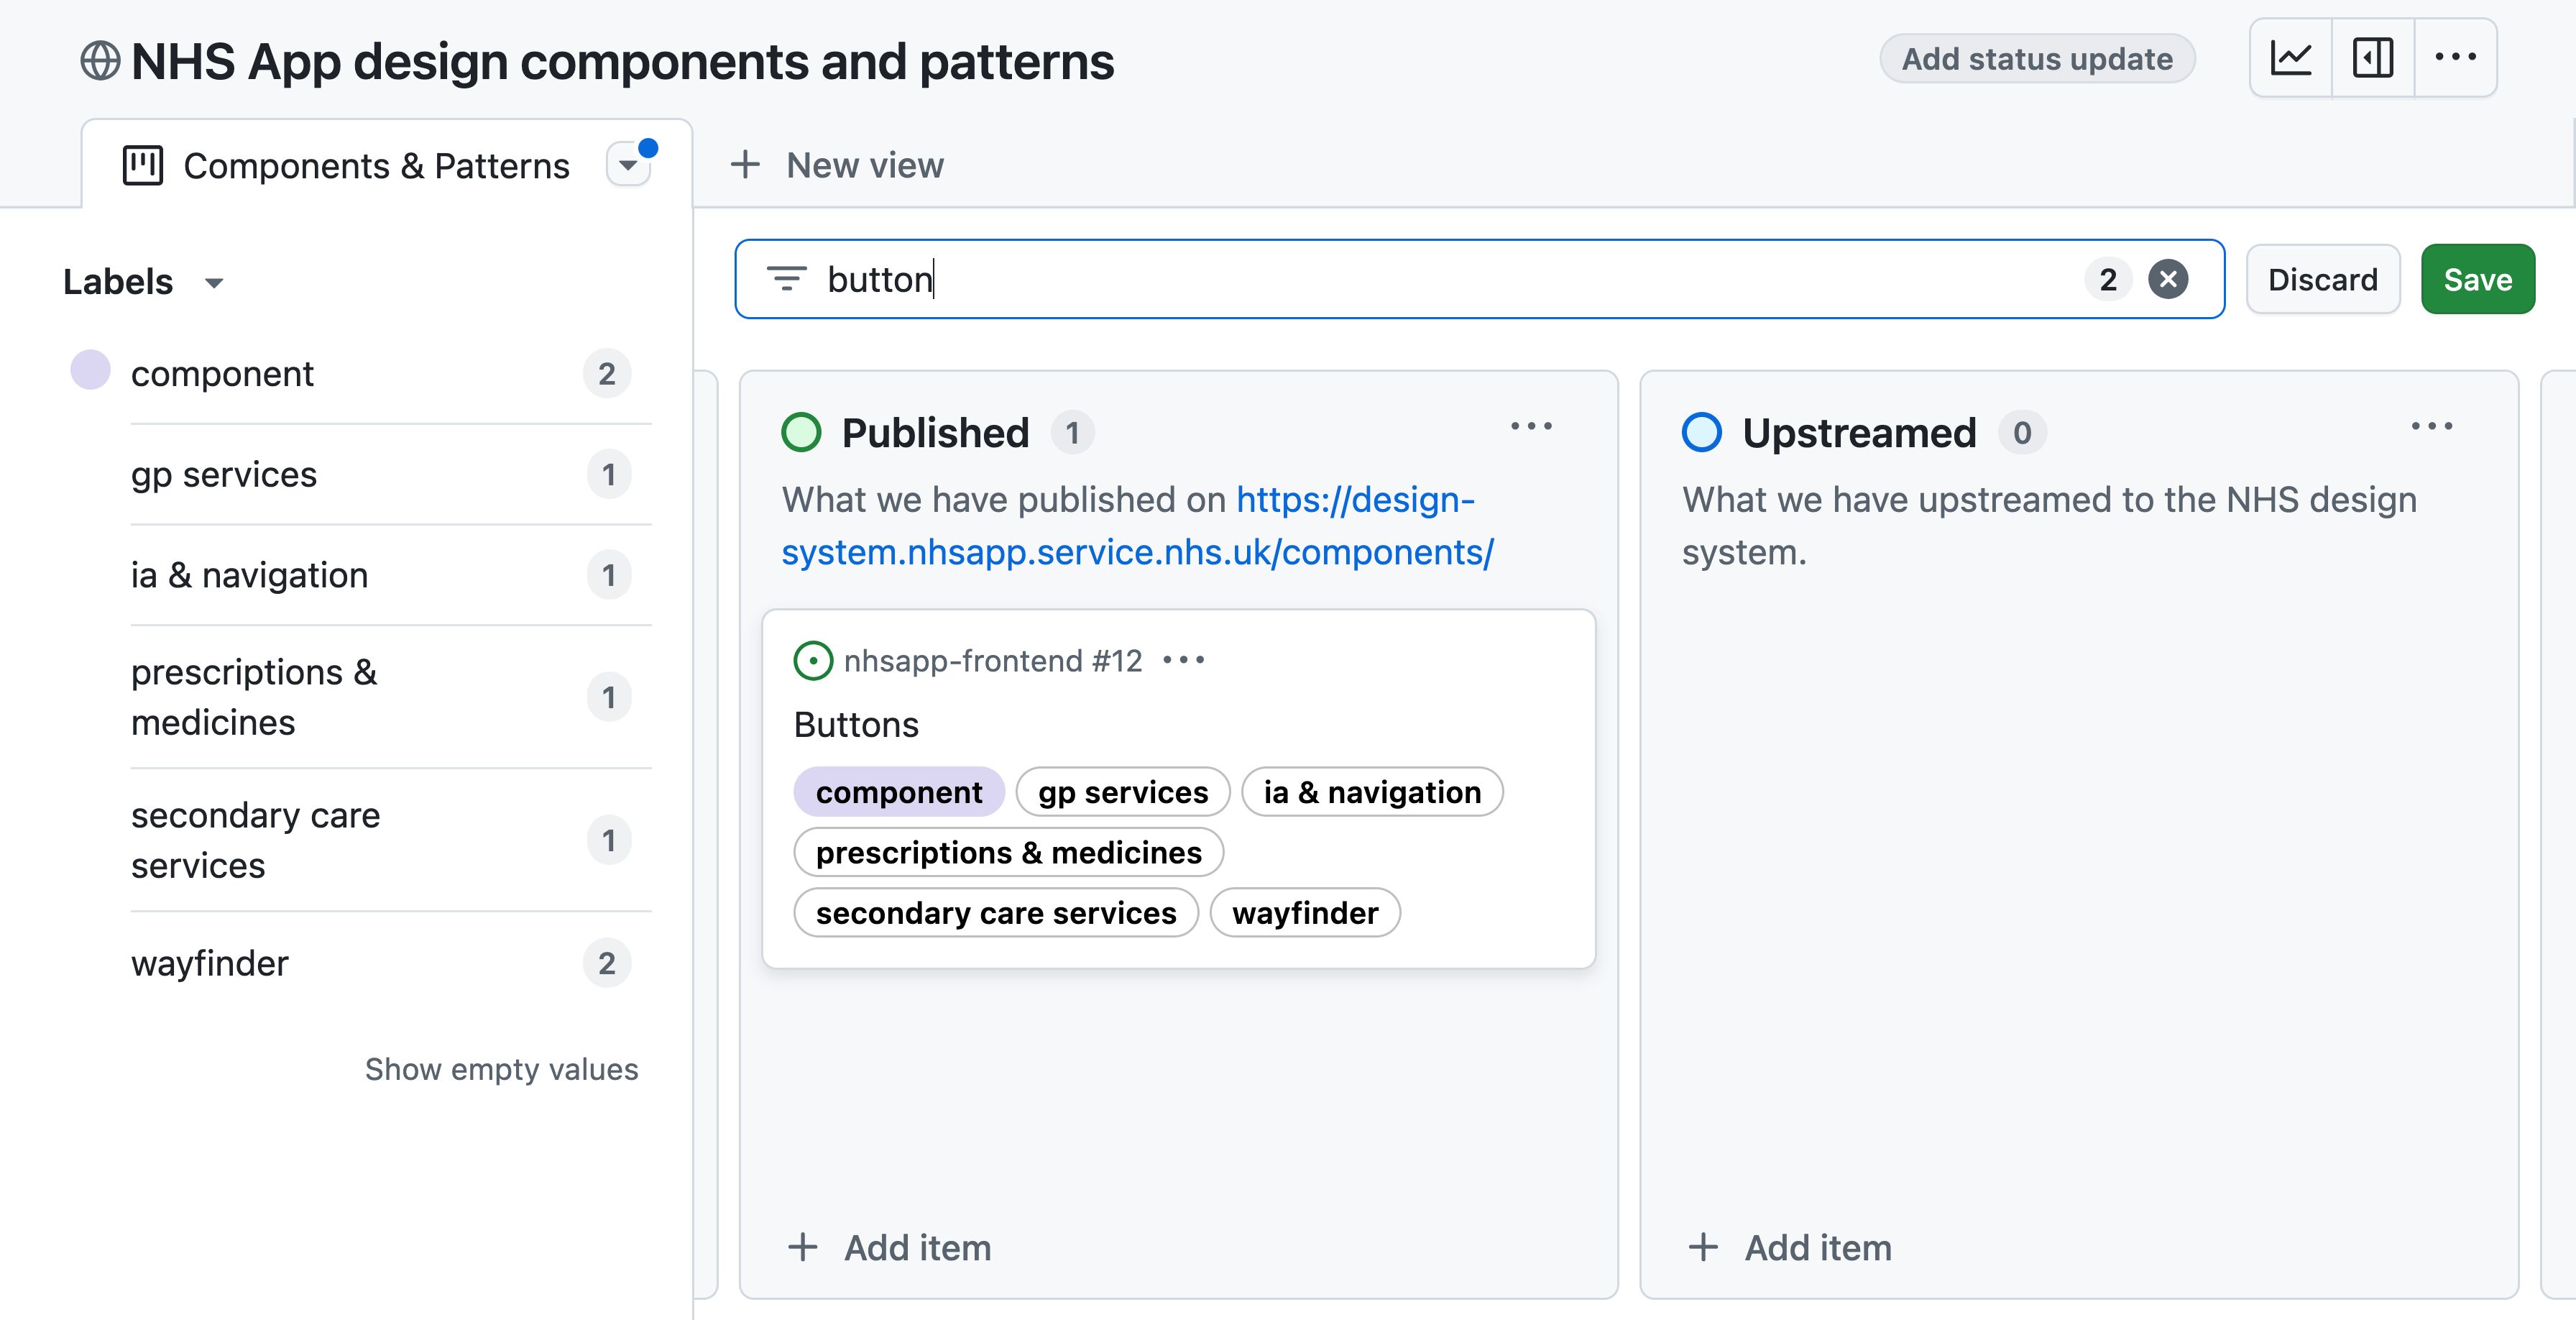 NHS App design components and patterns
Add status update
Components & Patterns
New view
Labels
component 2
gp services 1
ia & navigation 1
prescriptions &
medicines 1
secondary care
services 1
wayfinder 2
Show empty values
button 2
Discard
Save
Published 1
What we have published on https://design-
system.nhsapp.service.nhs.uk/components/
nhsapp-frontend #12
Buttons
component gp services ia & navigation
prescriptions & medicines
secondary care services wayfinder
Add item
Upstreamed 0
What we have upstreamed to the NHS design
system.
Add item